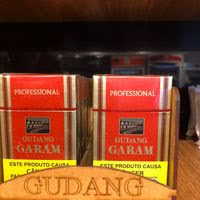 PROFESSIONAL
GUDANG
GARAM
ESTE PRODUTO CAUSA
PROFESSIONAL
GUDANG
GARAM
ESTE PRODUTO CAUSA
GUDANG